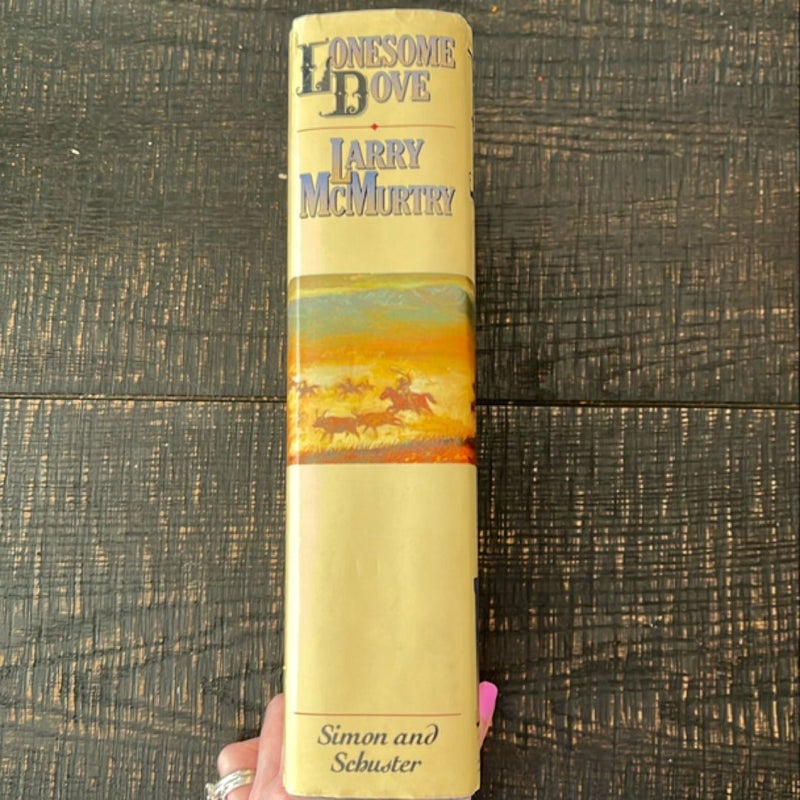 LONESOME
DOVE
LARRY
McMURTRY
Simon and
Schuster